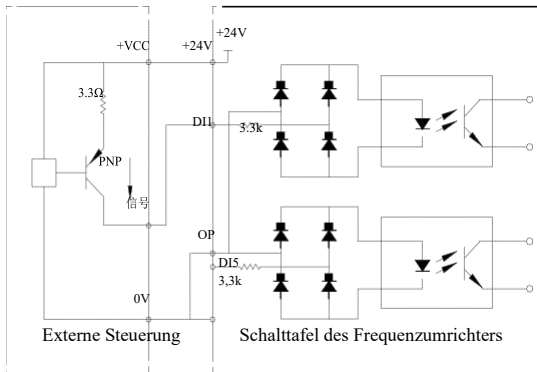 +VCC
+24V
+24V
3.3Ω
DI1
3.3k
PNP
信号
OP
DI5
3,3k
0V
Externe Steuerung
Schalttafel des Frequenzumrichters